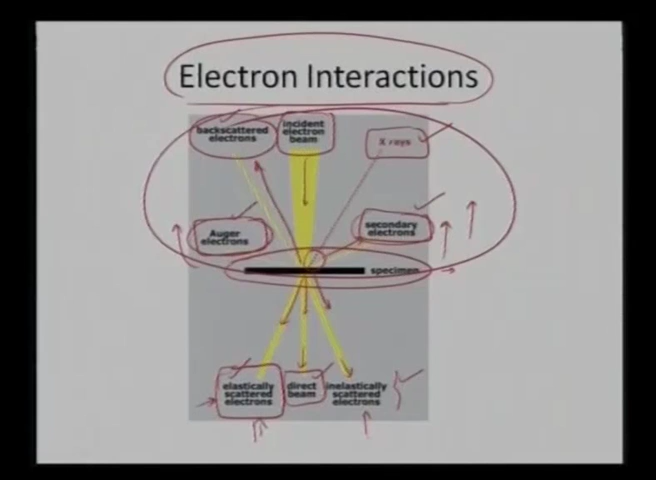 Electron Interactions
backscattered
electrons
incident
electron
beam
X rays
Auger
electrons
secondary
electrons
specimen
elastically
scattered
electrons
direct
beam
inelastically
scattered
electrons